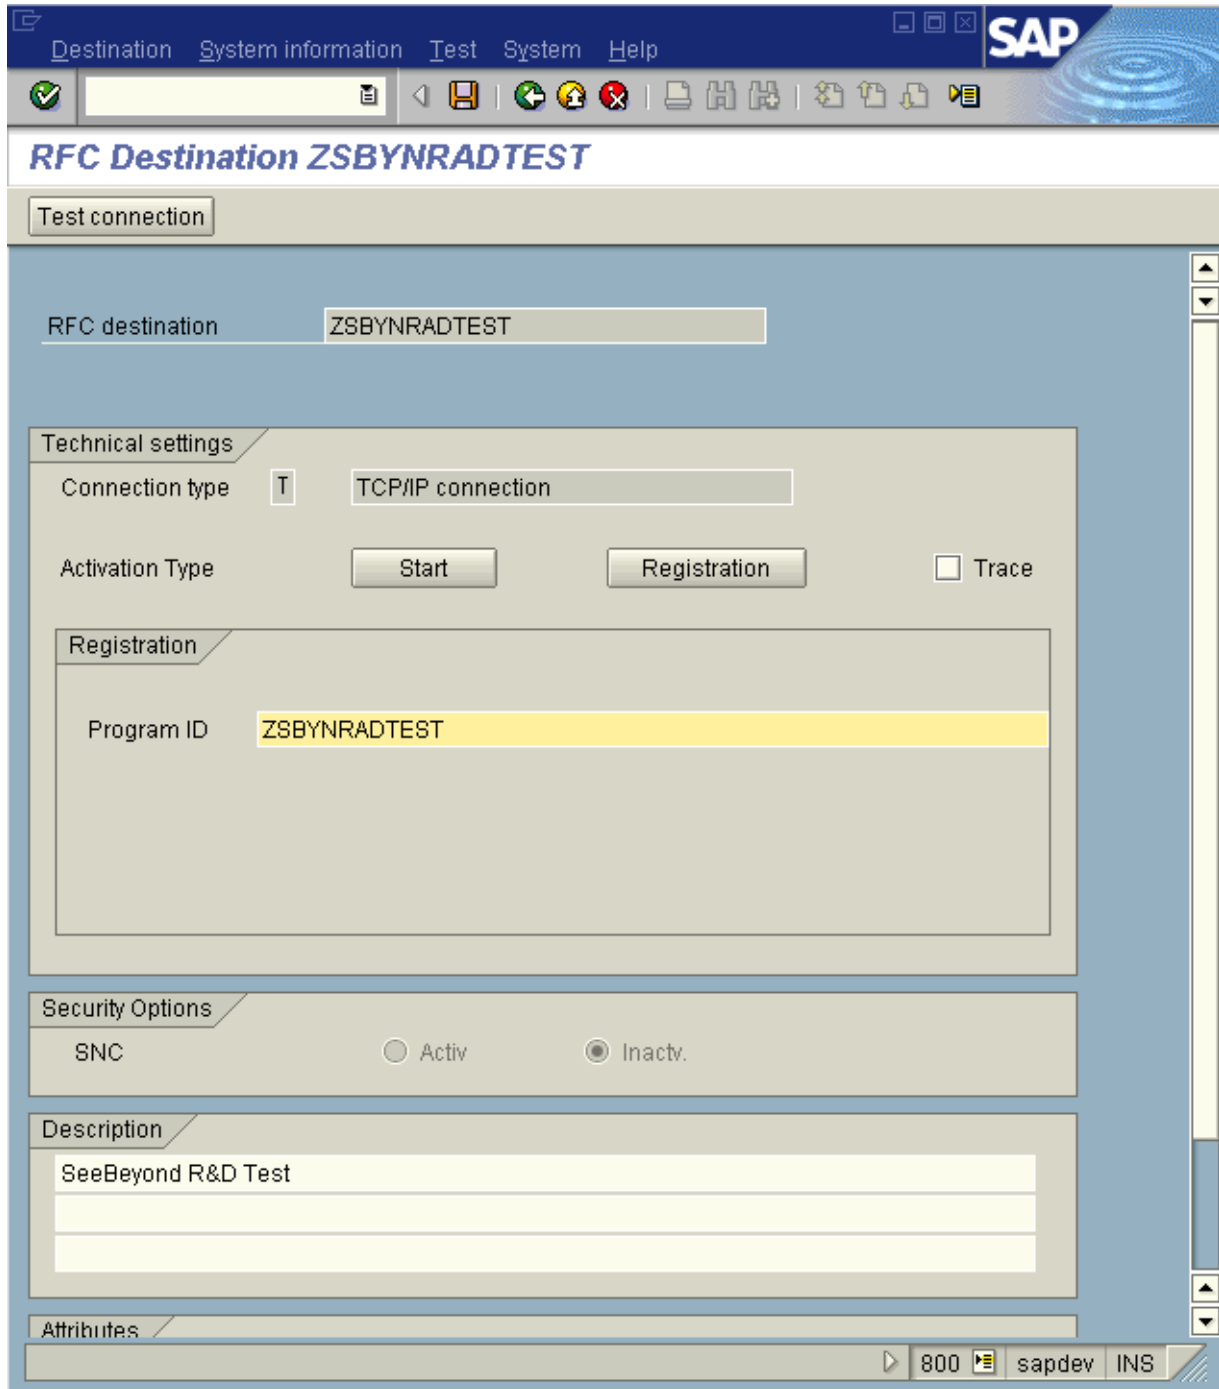 Destination System information Test System Help
SAP
RFC Destination ZSBYNRADTEST
Test connection
RFC destination ZSBYNRADTEST
Technical settings
Connection type T TCP/IP connection
Activation Type Start Registration Trace
Registration
Program ID ZSBYNRADTEST
Security Options
SNC Activ Inactv.
Description
SeeBeyond R&D Test
Attributes
800 sapdev INS